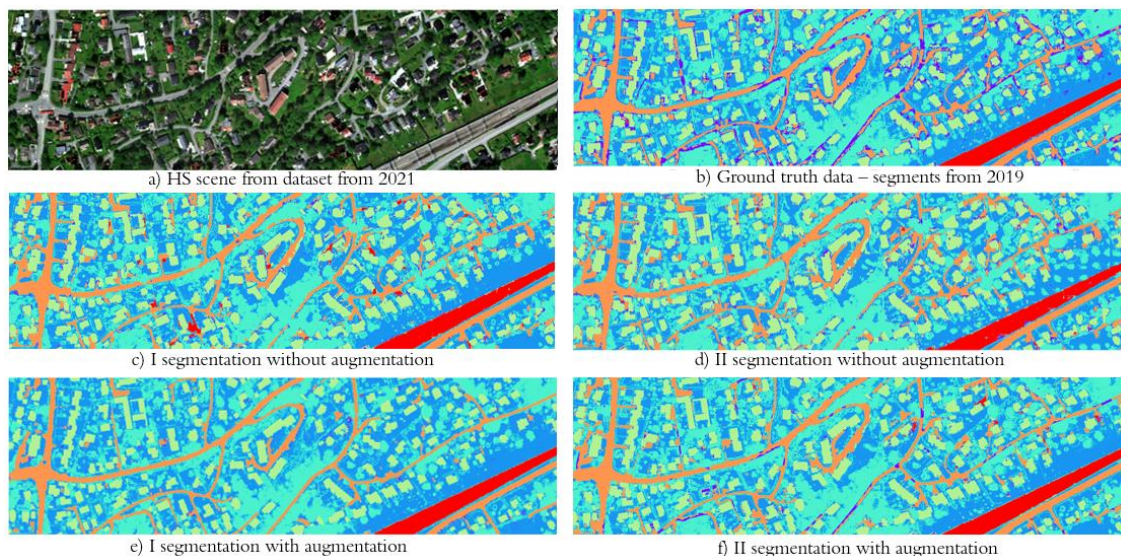 a) HS scene from dataset from 2021
b) Ground truth data – segments from 2019
c) I segmentation without augmentation
d) II segmentation without augmentation
e) I segmentation with augmentation
f) II segmentation with augmentation